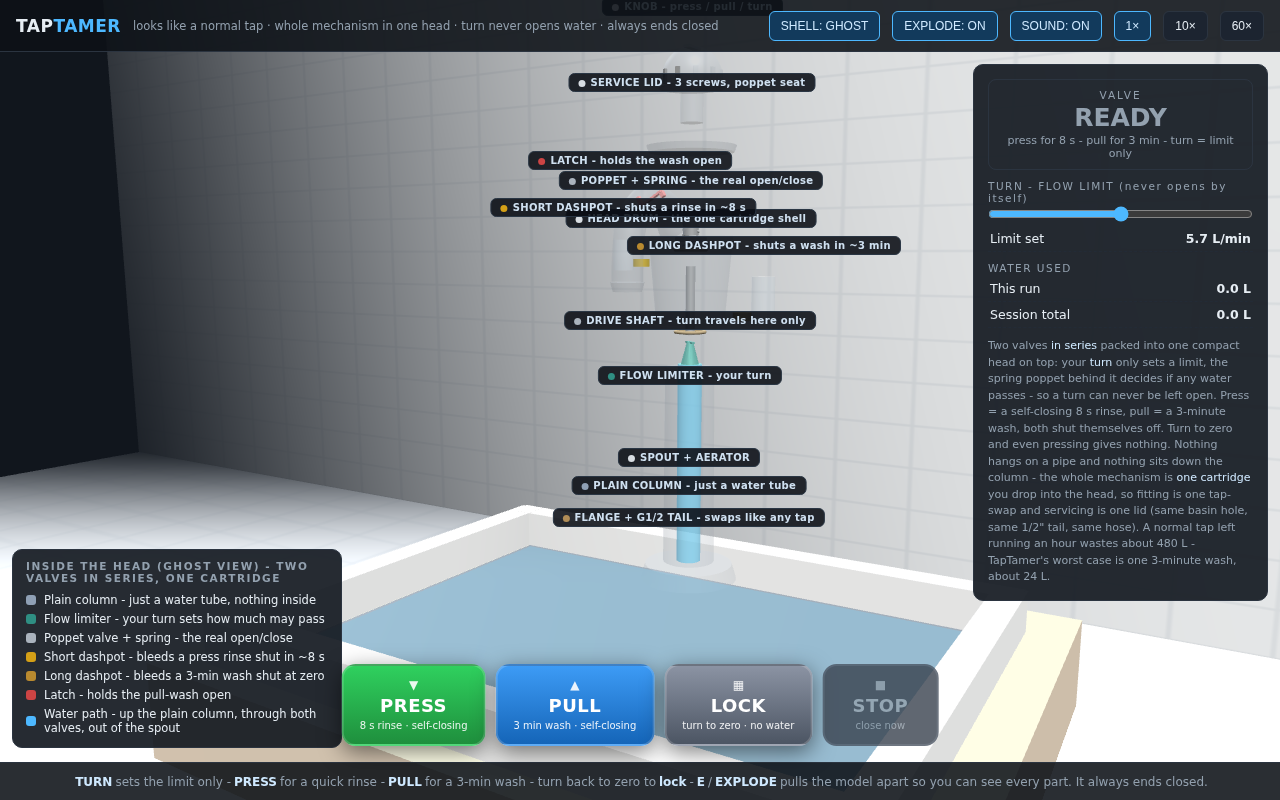 TAPTAMER looks like a normal tap · whole mechanism in one head · turn never opens water · always ends closed
KNOB - press / pull / turn
SHELL: GHOST
EXPLODE: ON
SOUND: ON
1×
10×
60×
SERVICE LID - 3 screws, poppet seat
LATCH - holds the wash open
POPPET + SPRING - the real open/close
SHORT DASHPOT - shuts a rinse in ~8 s
HEAD DRUM - the one cartridge shell
LONG DASHPOT - shuts a wash in ~3 min
DRIVE SHAFT - turn travels here only
FLOW LIMITER - your turn
SPOUT + AERATOR
PLAIN COLUMN - just a water tube
FLANGE + G1/2 TAIL - swaps like any tap
VALVE
READY
press for 8 s - pull for 3 min - turn = limit
only
TURN - FLOW LIMIT (never opens by
itself)
Limit set 5.7 L/min
WATER USED
This run 0.0 L
Session total 0.0 L
Two valves in series packed into one compact
head on top: your turn only sets a limit, the
spring poppet behind it decides if any water
passes - so a turn can never be left open. Press
= a self-closing 8 s rinse, pull = a 3-minute
wash, both shut themselves off. Turn to zero
and even pressing gives nothing. Nothing
hangs on a pipe and nothing sits down the
column - the whole mechanism is one cartridge
you drop into the head, so fitting is one tap-
swap and servicing is one lid (same basin hole,
same 1/2" tail, same hose). A normal tap left
running an hour wastes about 480 L -
TapTamer's worst case is one 3-minute wash,
about 24 L.
INSIDE THE HEAD (GHOST VIEW) - TWO
VALVES IN SERIES, ONE CARTRIDGE
Plain column - just a water tube, nothing inside
Flow limiter - your turn sets how much may pass
Poppet valve + spring - the real open/close
Short dashpot - bleeds a press rinse shut in ~8 s
Long dashpot - bleeds a 3-min wash shut at zero
Latch - holds the pull-wash open
Water path - up the plain column, through both
valves, out of the spout
PRESS
8 s rinse · self-closing
PULL
3 min wash · self-closing
LOCK
turn to zero · no water
STOP
close now
TURN sets the limit only - PRESS for a quick rinse - PULL for a 3-min wash - turn back to zero to lock - E / EXPLODE pulls the model apart so you can see every part. It always ends closed.